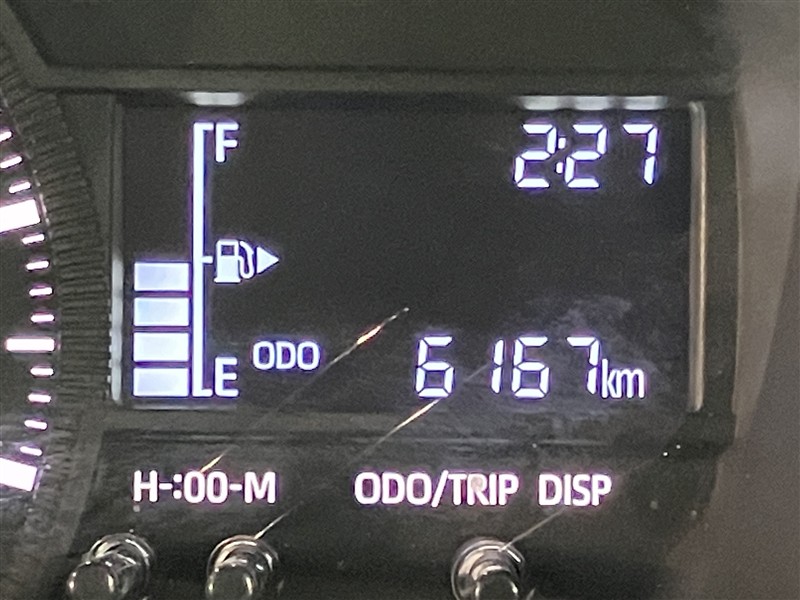 F 2:27
ODO 6167km
E
H-:00-M ODO/TRIP DISP